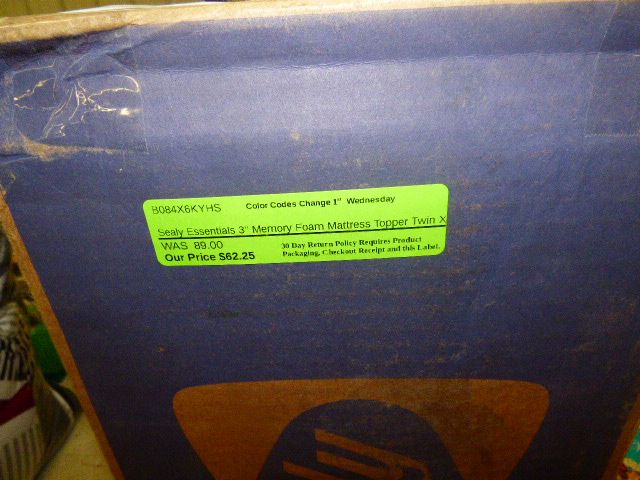 B084X6KYHS Color Codes Change 1st Wednesday
Sealy Essentials 3" Memory Foam Mattress Topper Twin X
WAS 89.00
Our Price $62.25
30 Day Return Policy Requires Product
Packaging, Checkout Receipt and this Label.